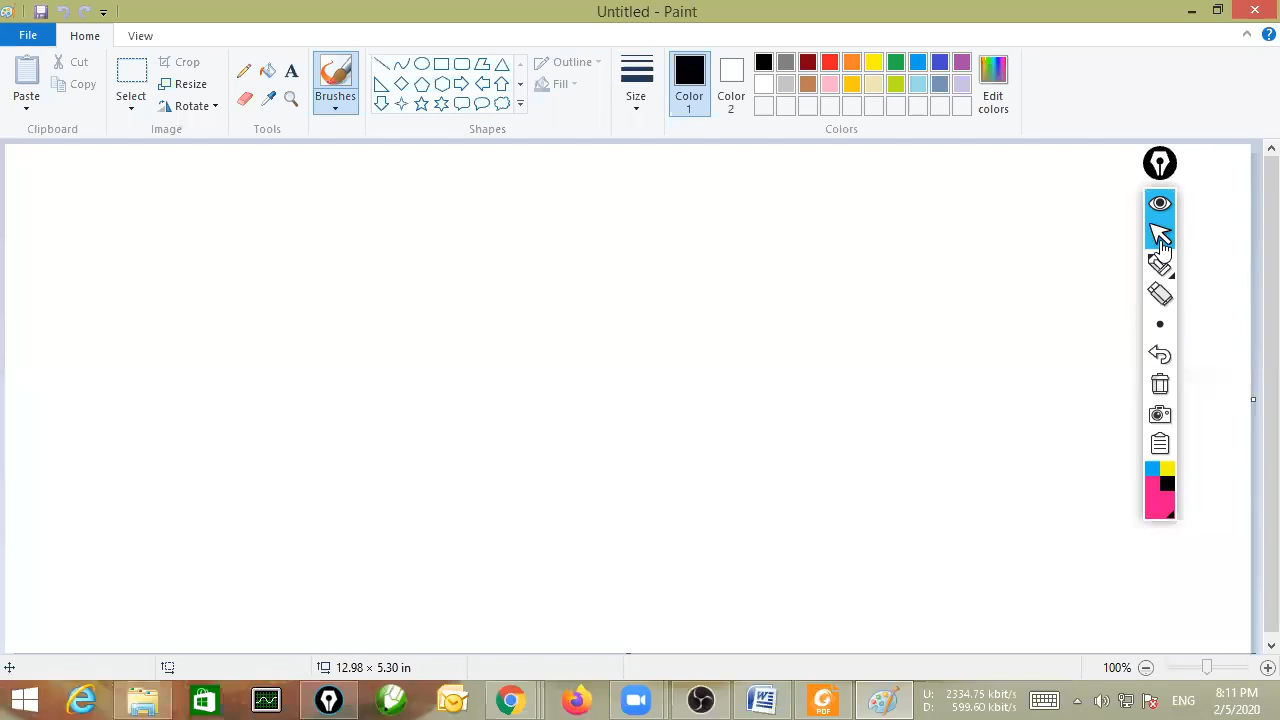 Untitled - Paint
File Home View
Paste
Cut
Copy
Clipboard
Select
Crop
Resize
Rotate
Image
Tools
Brushes
Shapes
Outline
Fill
Size
Color 1
Color 2
Edit colors
Colors
12.98 × 5.30 in
100%
PDF
U: 2334.75 kbit/s
D: 599.60 kbit/s
ENG
8:11 PM
2/5/2020